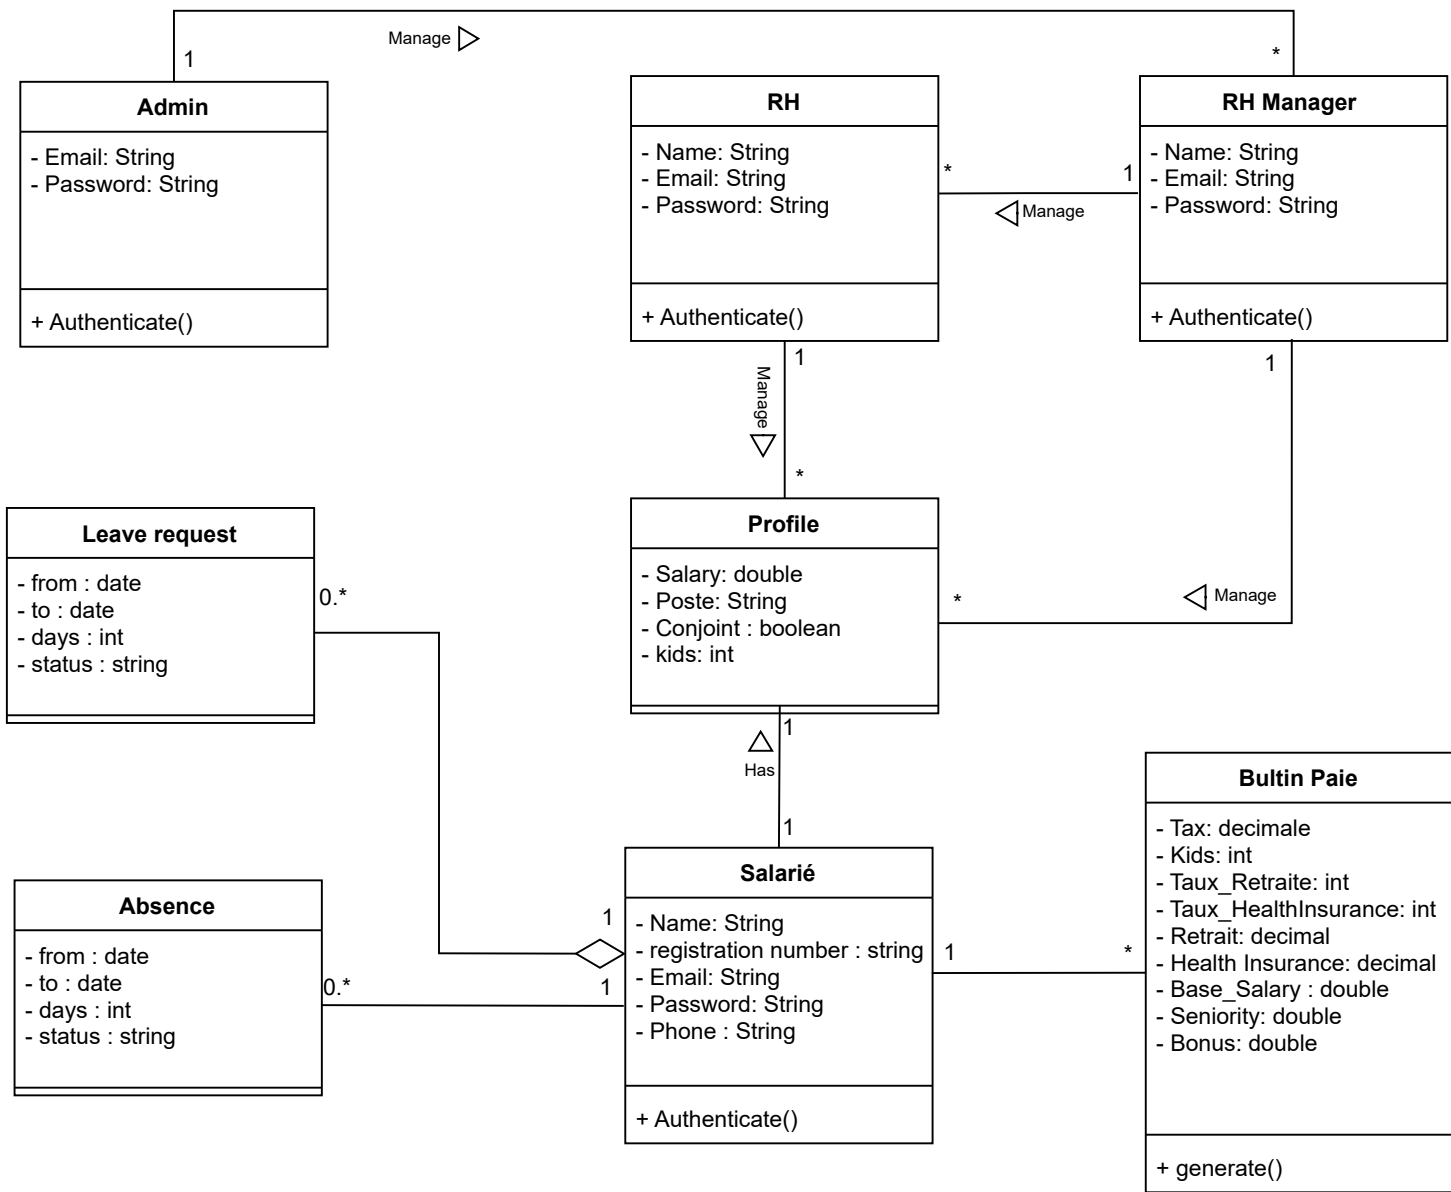 Manage
1
*
Admin
- Email: String
- Password: String
+ Authenticate()
RH
- Name: String
- Email: String
- Password: String
+ Authenticate()
RH Manager
- Name: String
- Email: String
- Password: String
+ Authenticate()
*
1
Manage
1
Manage
*
1
*
Manage
Leave request
- from : date
- to : date
- days : int
- status : string
0.*
Profile
- Salary: double
- Poste: String
- Conjoint : boolean
- kids: int
1
Has
1
Absence
- from : date
- to : date
- days : int
- status : string
0.*
1
1
Salarié
- Name: String
- registration number : string
- Email: String
- Password: String
- Phone : String
+ Authenticate()
1
*
Bultin Paie
- Tax: decimale
- Kids: int
- Taux_Retraite: int
- Taux_HealthInsurance: int
- Retrait: decimal
- Health Insurance: decimal
- Base_Salary : double
- Seniority: double
- Bonus: double
+ generate()